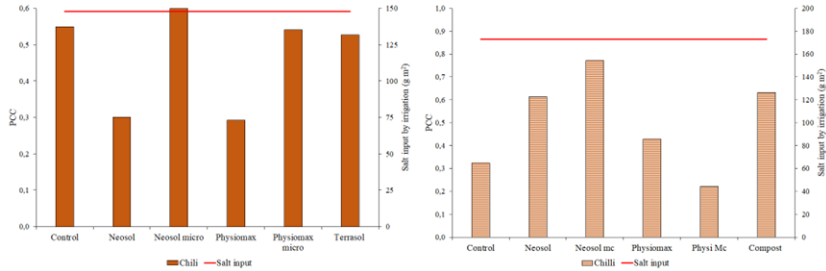 0,6
0,5
0,4
0,3
0,2
0,1
0,0
PCC
150
125
100
75
50
25
0
Salt input by irrigation (g m²)
Control
Neosol
Neosol micro
Physiomax
Physiomax
micro
Terrasol
Chili
Salt input
1,0
0,9
0,8
0,7
0,6
0,5
0,4
0,3
0,2
0,1
0,0
PCC
200
180
160
140
120
100
80
60
40
20
0
Salt input by irrigation (g m²)
Control
Neosol
Neosol mc
Physiomax
Physi Mc
Compost
Chilli
Salt input